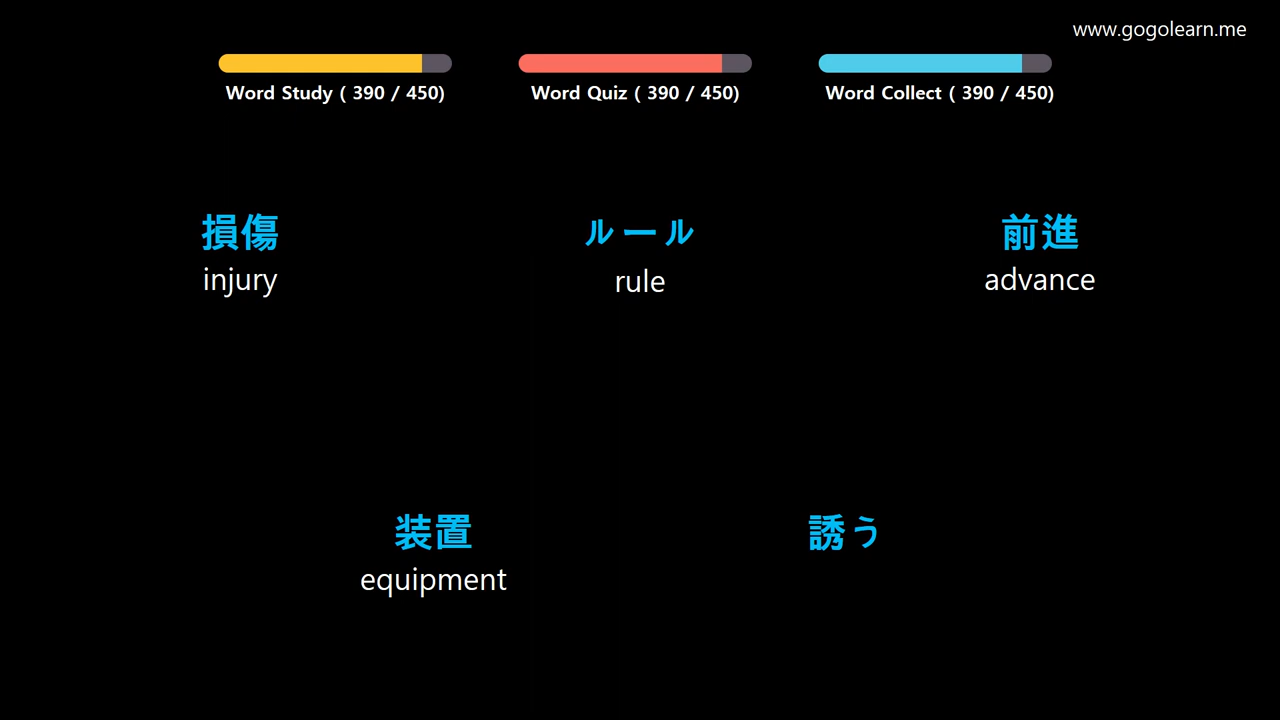 www.gogolearn.me
Word Study ( 390 / 450)
Word Quiz ( 390 / 450)
Word Collect ( 390 / 450)
損傷
injury
ルール
rule
前進
advance
装置
equipment
誘う